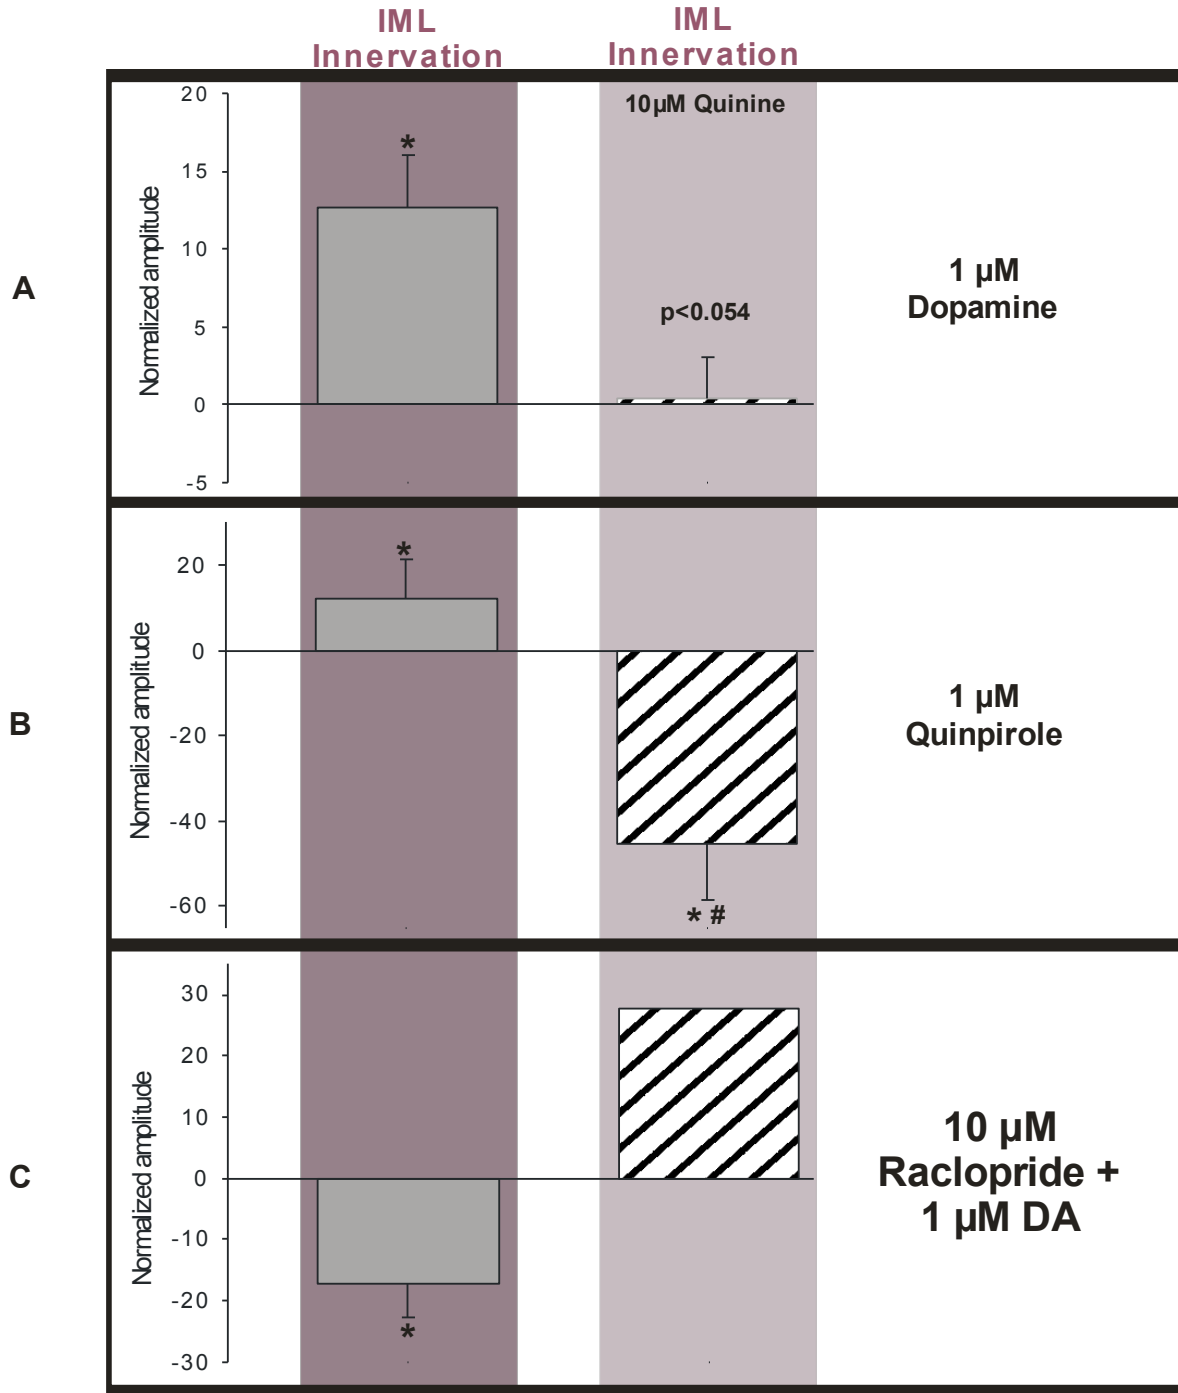 IML
Innervation
IML
Innervation
A
Normalized amplitude
20
15
10
5
0
-5
*
10µM Quinine
p<0.054
1 µM
Dopamine
B
Normalized amplitude
20
0
-20
-40
-60
*
* #
1 µM
Quinpirole
C
Normalized amplitude
30
20
10
0
-10
-20
-30
*
10 µM
Raclopride +
1 µM DA